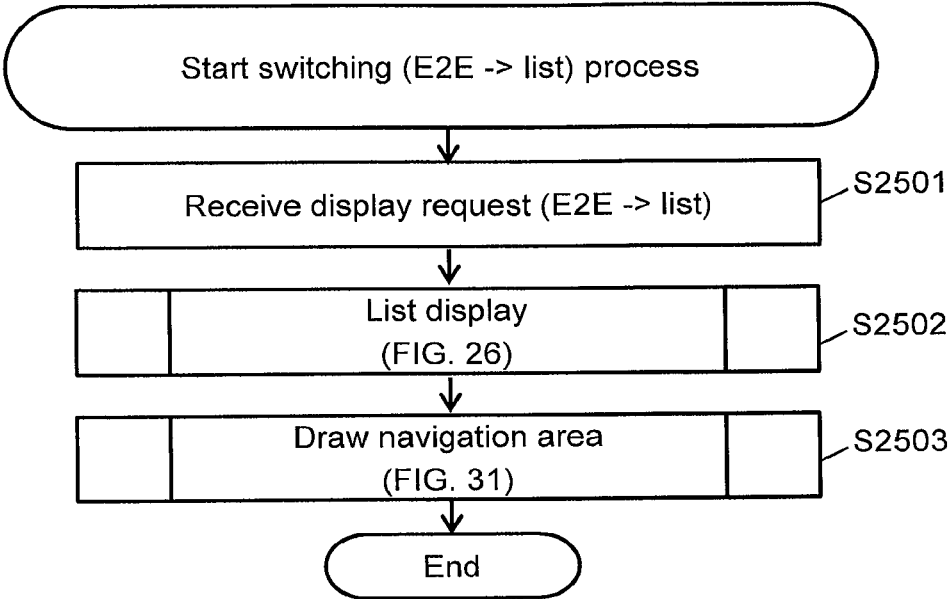 Start switching (E2E -> list) process
Receive display request (E2E -> list)
S2501
List display
(FIG. 26)
S2502
Draw navigation area
(FIG. 31)
S2503
End